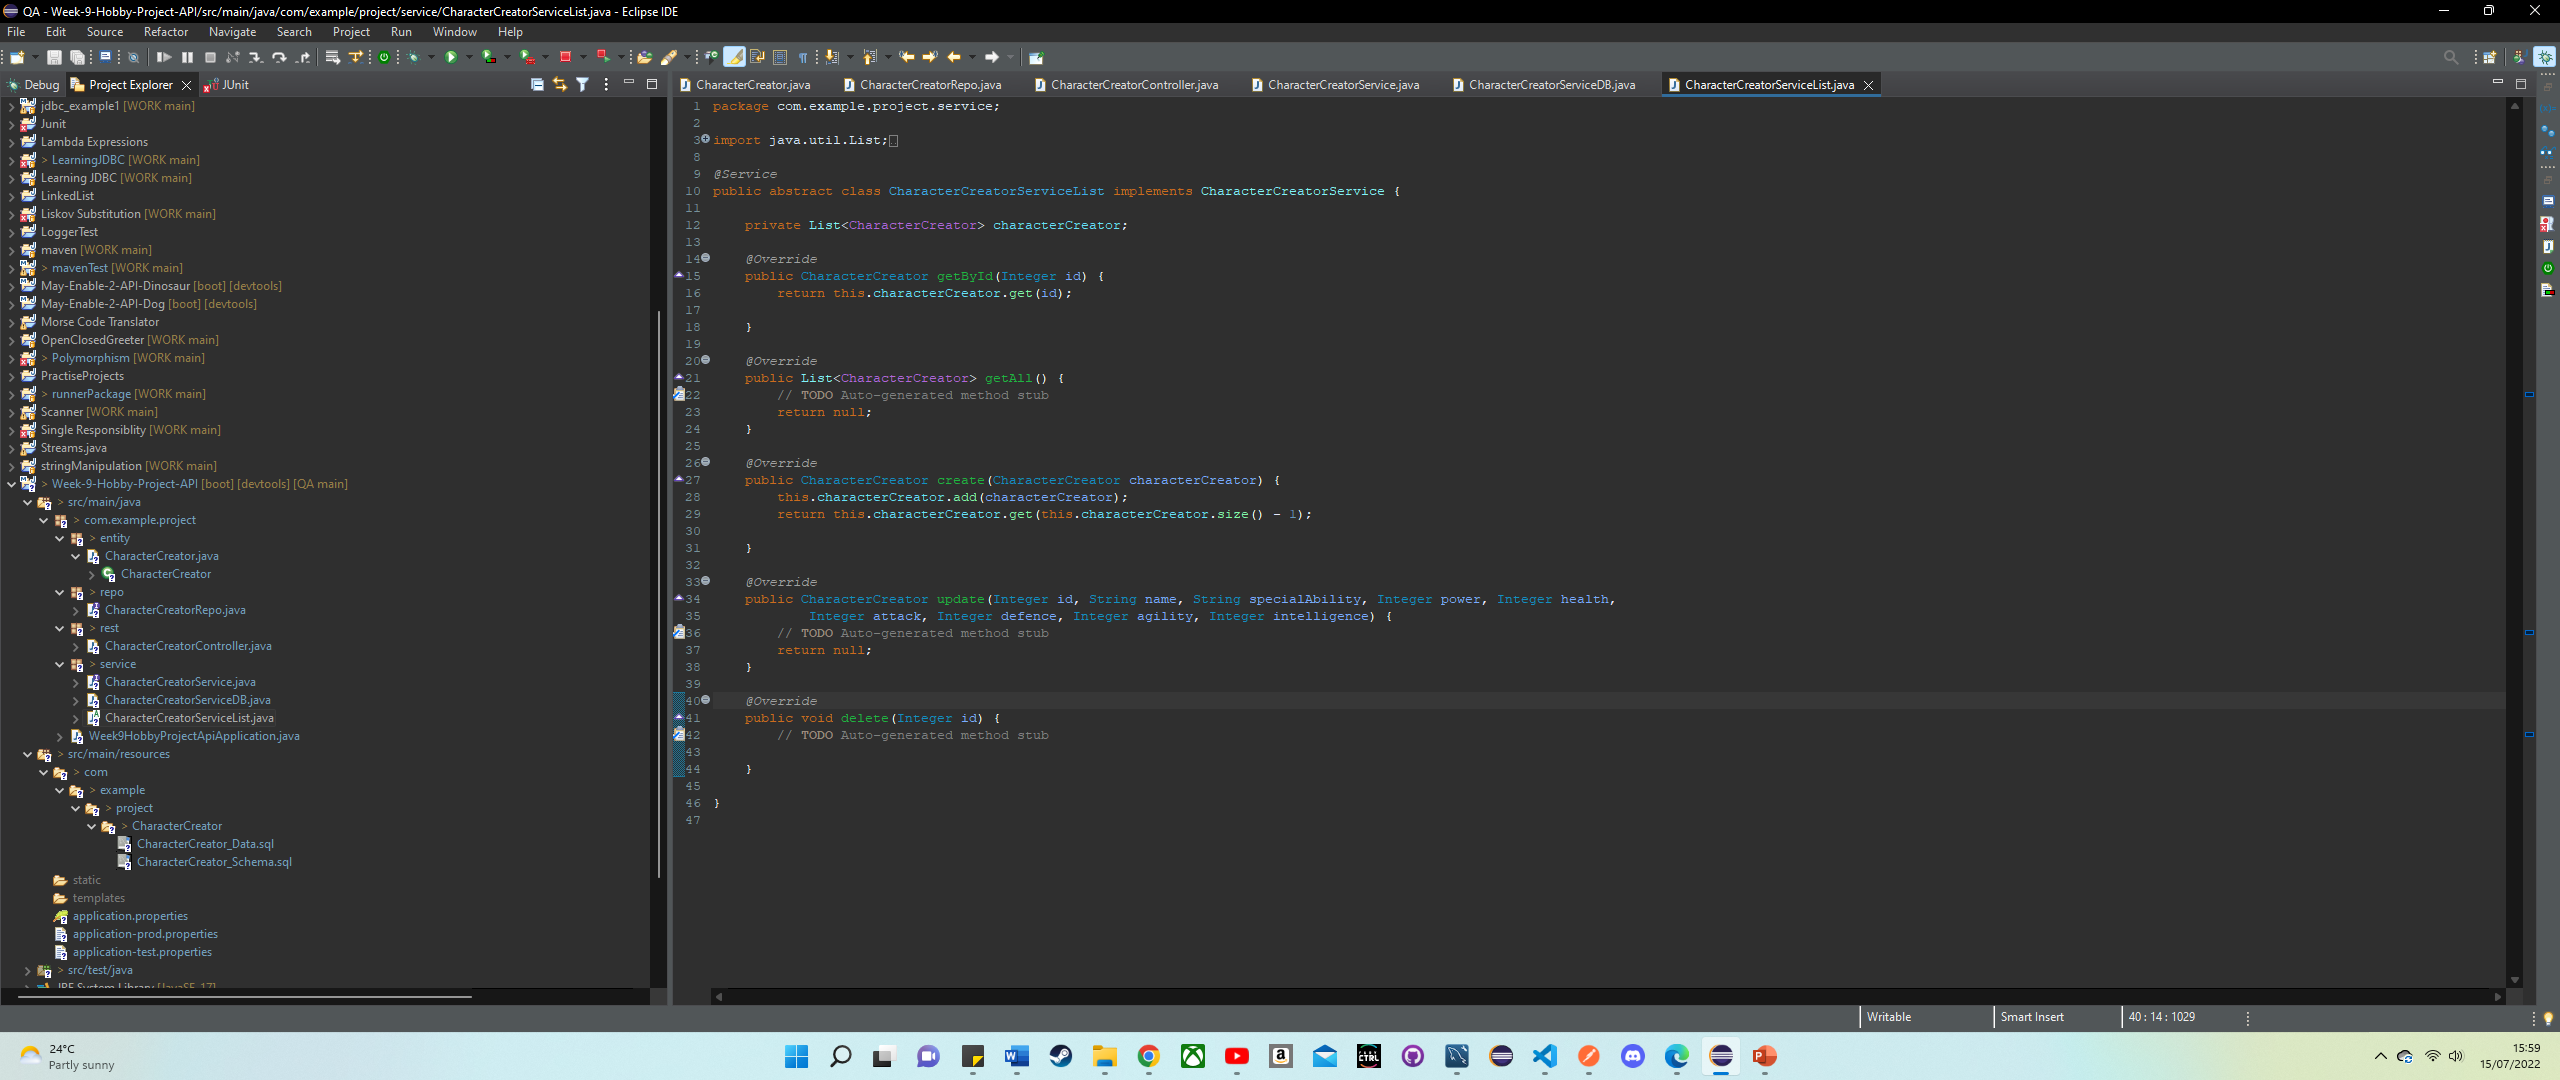 QA - Week-9-Hobby-Project-API/src/main/java/com/example/project/service/CharacterCreatorServiceList.java - Eclipse IDE
File Edit Source Refactor Navigate Search Project Run Window Help
Debug Project Explorer JUnit
jdbc_example1 [WORK main]
Junit
Lambda Expressions
> LearningJDBC [WORK main]
Learning JDBC [WORK main]
LinkedList
Liskov Substitution [WORK main]
LoggerTest
maven [WORK main]
> mavenTest [WORK main]
May-Enable-2-API-Dinosaur [boot] [devtools]
May-Enable-2-API-Dog [boot] [devtools]
Morse Code Translator
OpenClosedGreeter [WORK main]
> Polymorphism [WORK main]
PractiseProjects
> runnerPackage [WORK main]
Scanner [WORK main]
Single Responsiblity [WORK main]
Streams.java
stringManipulation [WORK main]
> Week-9-Hobby-Project-API [boot] [devtools] [QA main]
> src/main/java
> com.example.project
> entity
CharacterCreator.java
CharacterCreator
> repo
CharacterCreatorRepo.java
> rest
CharacterCreatorController.java
> service
CharacterCreatorService.java
CharacterCreatorServiceDB.java
CharacterCreatorServiceList.java
Week9HobbyProjectApiApplication.java
> src/main/resources
> com
> example
> project
> CharacterCreator
CharacterCreator_Data.sql
CharacterCreator_Schema.sql
static
templates
application.properties
application-prod.properties
application-test.properties
> src/test/java
JRE System Library [JavaSE-17]
CharacterCreator.java CharacterCreatorRepo.java CharacterCreatorController.java CharacterCreatorService.java CharacterCreatorServiceDB.java CharacterCreatorServiceList.java
1 package com.example.project.service;
2
3 import java.util.List;
8
9 @Service
10 public abstract class CharacterCreatorServiceList implements CharacterCreatorService {
11
12 private List<CharacterCreator> characterCreator;
13
14 @Override
15 public CharacterCreator getById(Integer id) {
16 return this.characterCreator.get(id);
17
18 }
19
20 @Override
21 public List<CharacterCreator> getAll() {
22 // TODO Auto-generated method stub
23 return null;
24 }
25
26 @Override
27 public CharacterCreator create(CharacterCreator characterCreator) {
28 this.characterCreator.add(characterCreator);
29 return this.characterCreator.get(this.characterCreator.size() - 1);
30
31 }
32
33 @Override
34 public CharacterCreator update(Integer id, String name, String specialAbility, Integer power, Integer health,
35 Integer attack, Integer defence, Integer agility, Integer intelligence) {
36 // TODO Auto-generated method stub
37 return null;
38 }
39
40 @Override
41 public void delete(Integer id) {
42 // TODO Auto-generated method stub
43
44 }
45
46 }
47
Writable Smart Insert 40 : 14 : 1029
24°C
Partly sunny
15:59
15/07/2022